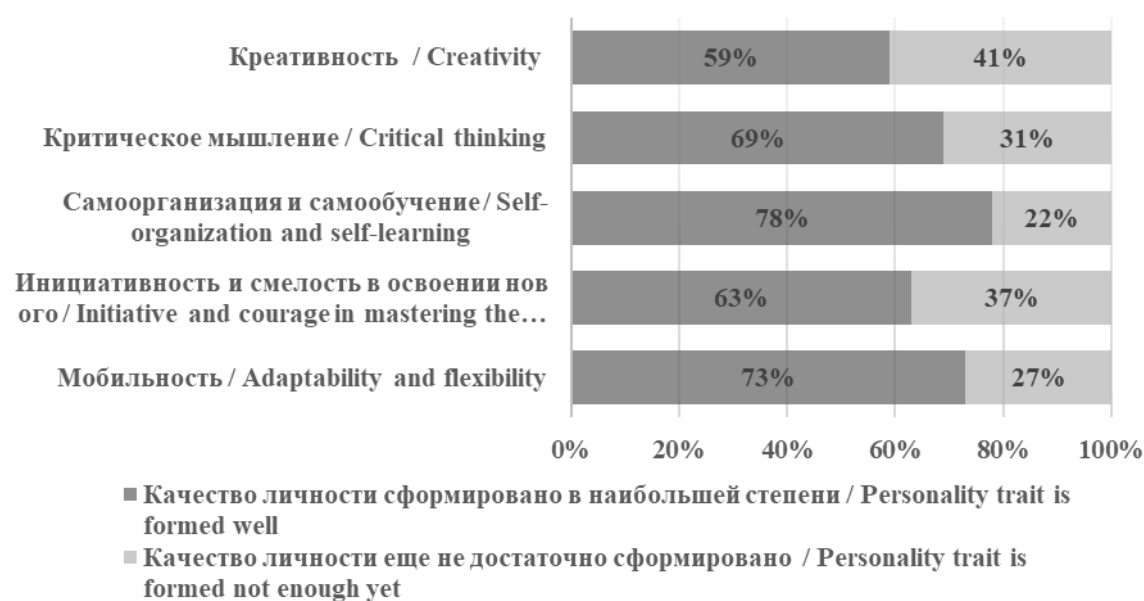 Креативность / Creativity
59%
41%
Критическое мышление / Critical thinking
69%
31%
Самоорганизация и самообучение / Self-
organization and self-learning
78%
22%
Инициативность и смелость в освоении нов
ого / Initiative and courage in mastering the…
63%
37%
Мобильность / Adaptability and flexibility
73%
27%
0% 20% 40% 60% 80% 100%
Качество личности сформировано в наибольшей степени / Personality trait is
formed well
Качество личности еще не достаточно сформировано / Personality trait is
formed not enough yet